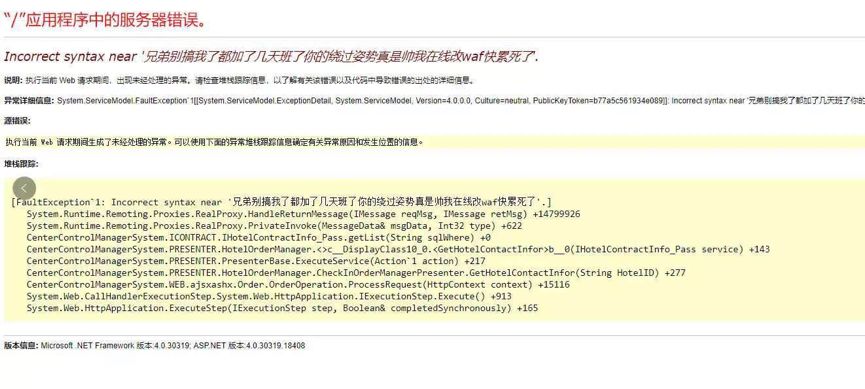 “/”应用程序中的服务器错误。
Incorrect syntax near '兄弟别搞我了都加了几天班了你的绕过姿势真是帅我在线改waf快累死了'.
说明: 执行当前 Web 请求期间，出现未经处理的异常。请检查堆栈跟踪信息，以了解有关该错误以及代码中导致错误的出处的详细信息。
异常详细信息: System.ServiceModel.FaultException`1[[System.ServiceModel.ExceptionDetail, System.ServiceModel, Version=4.0.0.0, Culture=neutral, PublicKeyToken=b77a5c561934e089]]: Incorrect syntax near '兄弟别搞我了都加了几天班了你的
源错误:
执行当前 Web 请求期间生成了未经处理的异常。可以使用下面的异常堆栈跟踪信息确定有关异常原因和发生位置的信息。
堆栈跟踪:
[FaultException`1: Incorrect syntax near '兄弟别搞我了都加了几天班了你的绕过姿势真是帅我在线改waf快累死了'.]
System.Runtime.Remoting.Proxies.RealProxy.HandleReturnMessage(IMessage reqMsg, IMessage retMsg) +14799926
System.Runtime.Remoting.Proxies.RealProxy.PrivateInvoke(MessageData& msgData, Int32 type) +622
CenterControlManagerSystem.ICONTRACT.IHotelContractInfo_Pass.getList(String sqlWhere) +0
CenterControlManagerSystem.PRESENTER.HotelOrderManager.<>c__DisplayClass10_0.<GetHotelContactInfor>b__0(IHotelContractInfo_Pass service) +143
CenterControlManagerSystem.PRESENTER.PresenterBase.ExecuteService(Action`1 action) +217
CenterControlManagerSystem.PRESENTER.HotelOrderManager.CheckInOrderManagerPresenter.GetHotelContactInfor(String HotelID) +277
CenterControlManagerSystem.WEB.ajsxashx.Order.OrderOperation.ProcessRequest(HttpContext context) +15116
System.Web.CallHandlerExecutionStep.System.Web.HttpApplication.IExecutionStep.Execute() +913
System.Web.HttpApplication.ExecuteStep(IExecutionStep step, Boolean& completedSynchronously) +165
版本信息: Microsoft .NET Framework 版本:4.0.30319; ASP.NET 版本:4.0.30319.18408